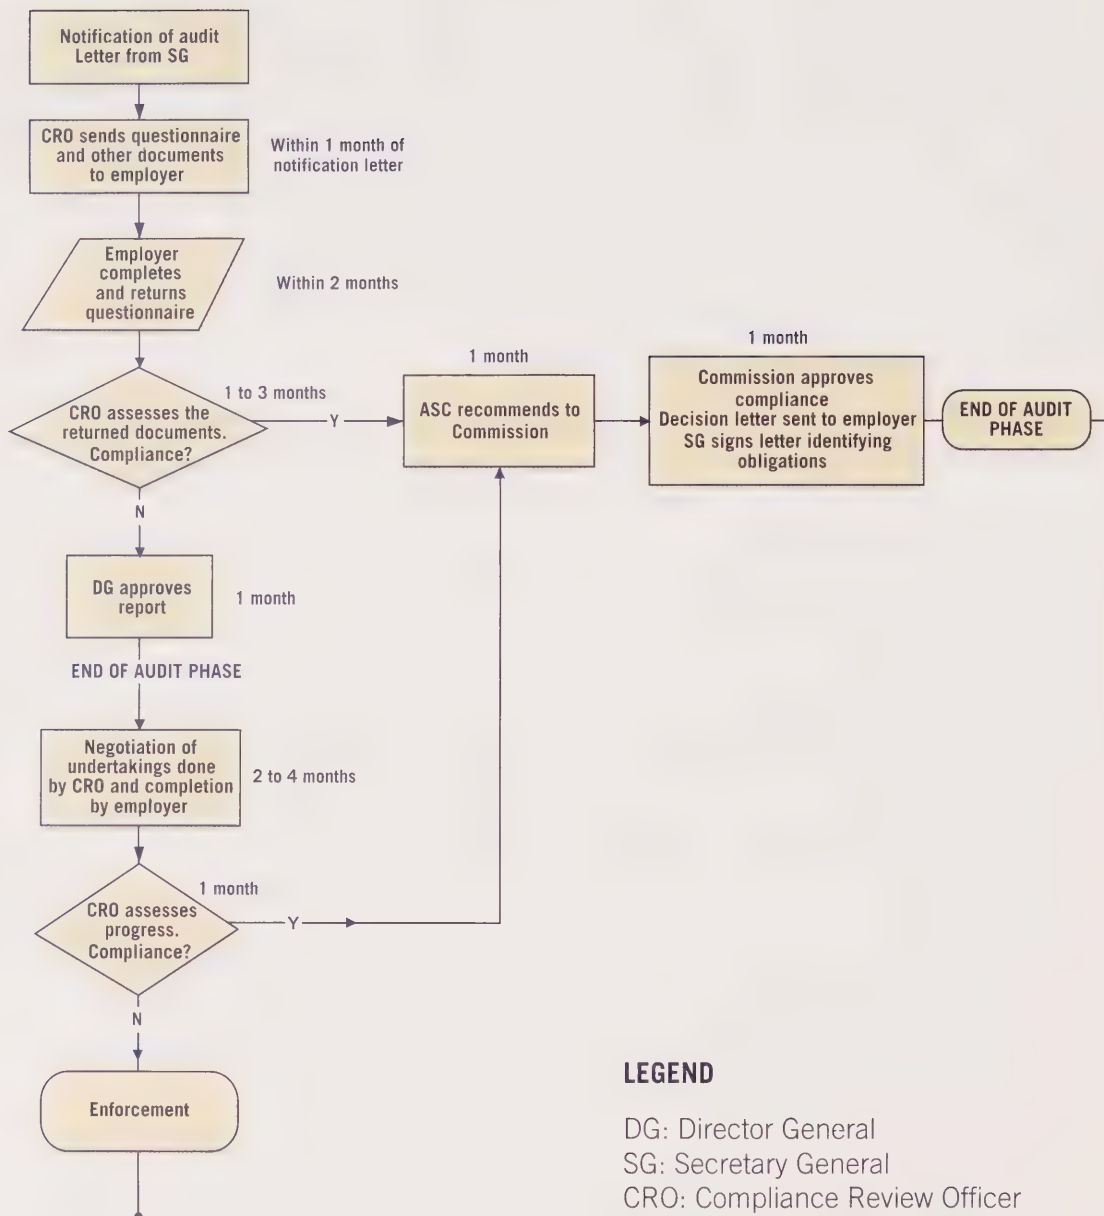 Notification of audit
Letter from SG
CRO sends questionnaire
and other documents
to employer
Within 1 month of
notification letter
Employer
completes
and returns
questionnaire
Within 2 months
CRO assesses the
returned documents.
Compliance?
1 to 3 months
Y
1 month
ASC recommends to
Commission
1 month
Commission approves
compliance
Decision letter sent to employer
SG signs letter identifying
obligations
END OF AUDIT
PHASE
N
DG approves
report
1 month
END OF AUDIT PHASE
Negotiation of
undertakings done
by CRO and completion
by employer
2 to 4 months
CRO assesses
progress.
Compliance?
1 month
Y
N
Enforcement
LEGEND
DG: Director General
SG: Secretary General
CRO: Compliance Review Officer